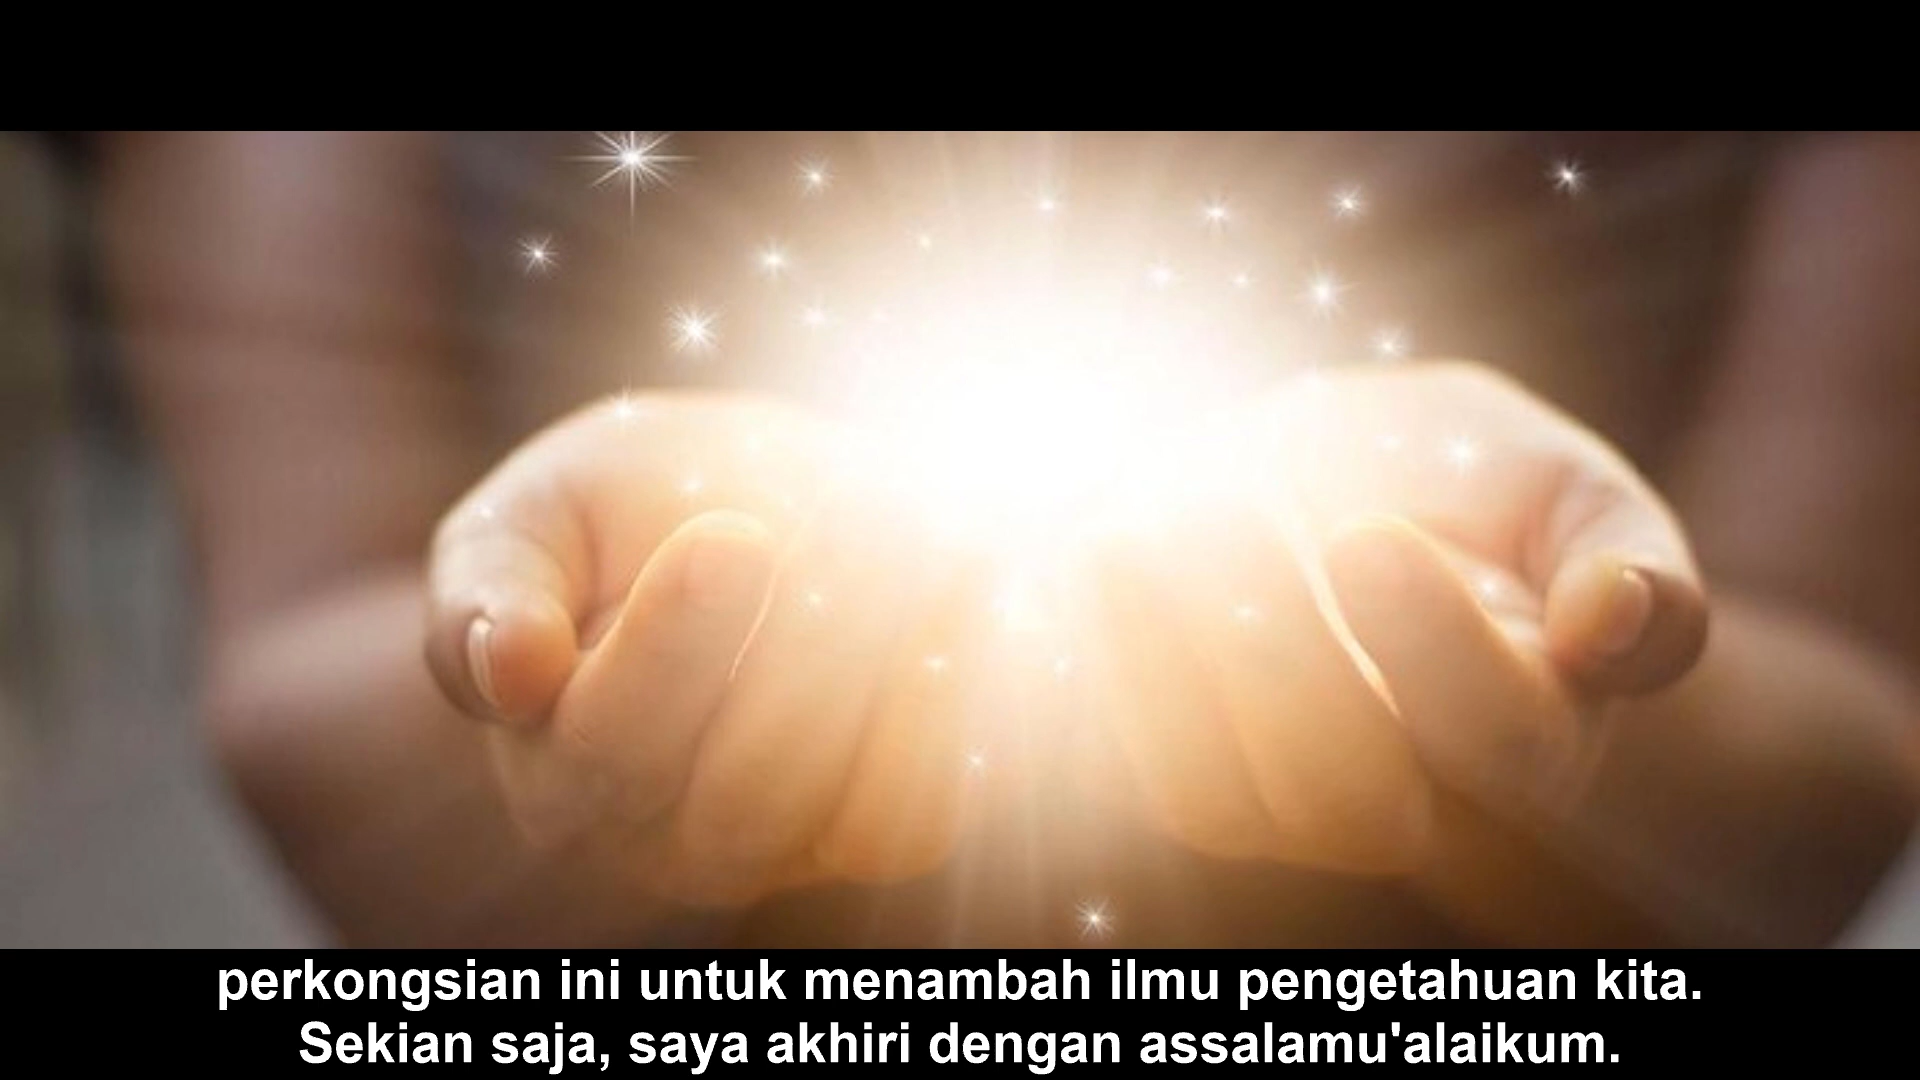 perkongsian ini untuk menambah ilmu pengetahuan kita.
Sekian saja, saya akhiri dengan assalamu'alaikum.